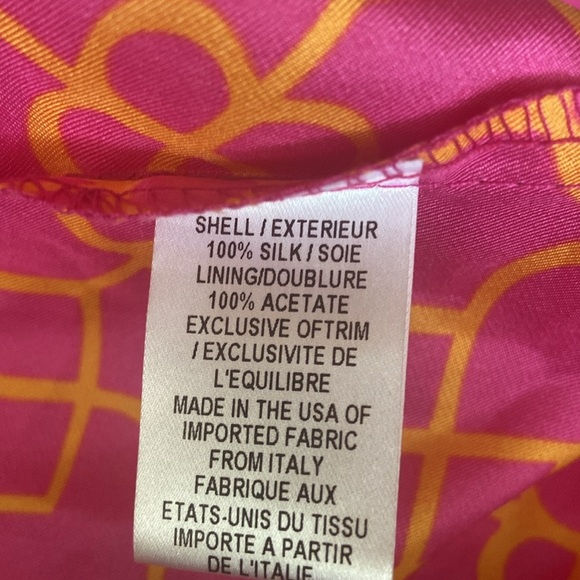 SHELL / EXTERIEUR
100% SILK / SOIE
LINING/DOUBLURE
100% ACETATE
EXCLUSIVE OFTRIM
/ EXCLUSIVITE DE
L'EQUILIBRE
MADE IN THE USA OF
IMPORTED FABRIC
FROM ITALY
FABRIQUE AUX
ETATS-UNIS DU TISSU
IMPORTE A PARTIR
DE L'ITALIE